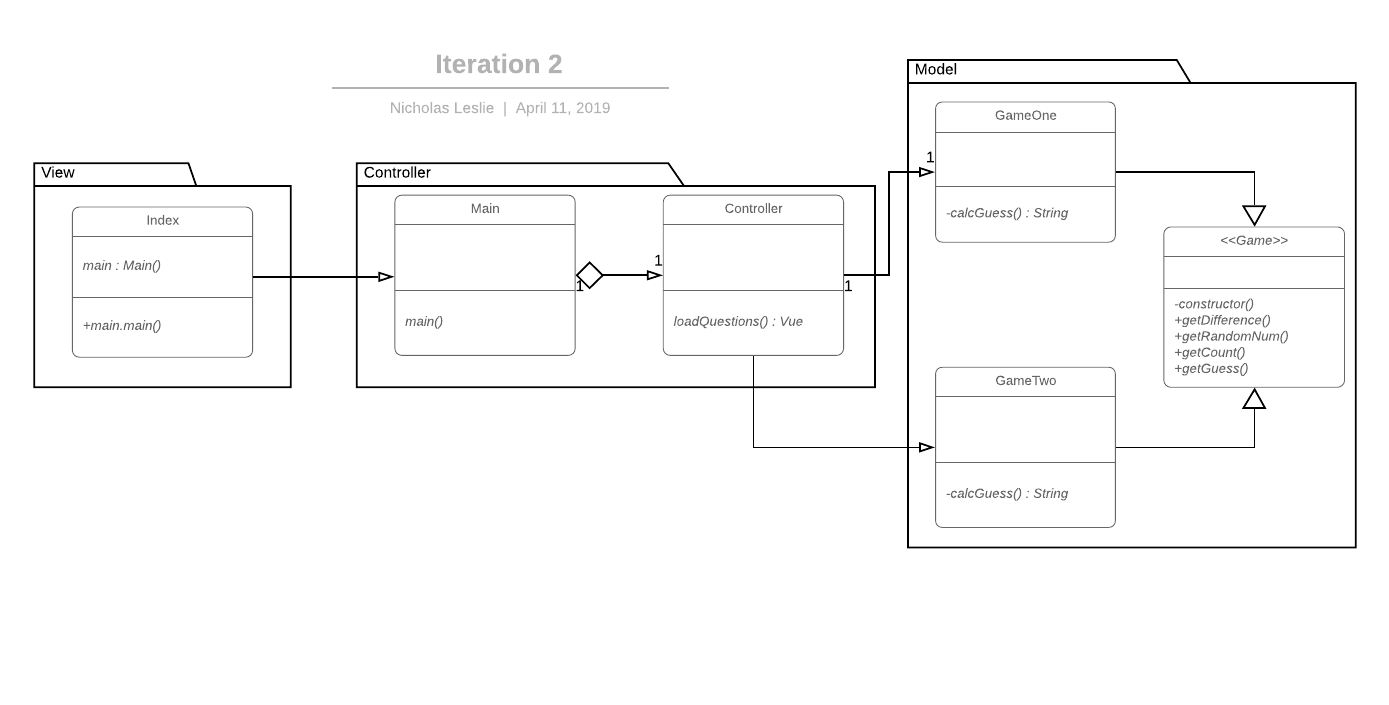 Iteration 2
Nicholas Leslie | April 11, 2019
View
Index
main : Main()
+main.main()
Controller
Main
main()
1
1
Controller
loadQuestions() : Vue
1
Model
1
GameOne
-calcGuess() : String
<<Game>>
-constructor()
+getDifference()
+getRandomNum()
+getCount()
+getGuess()
GameTwo
-calcGuess() : String